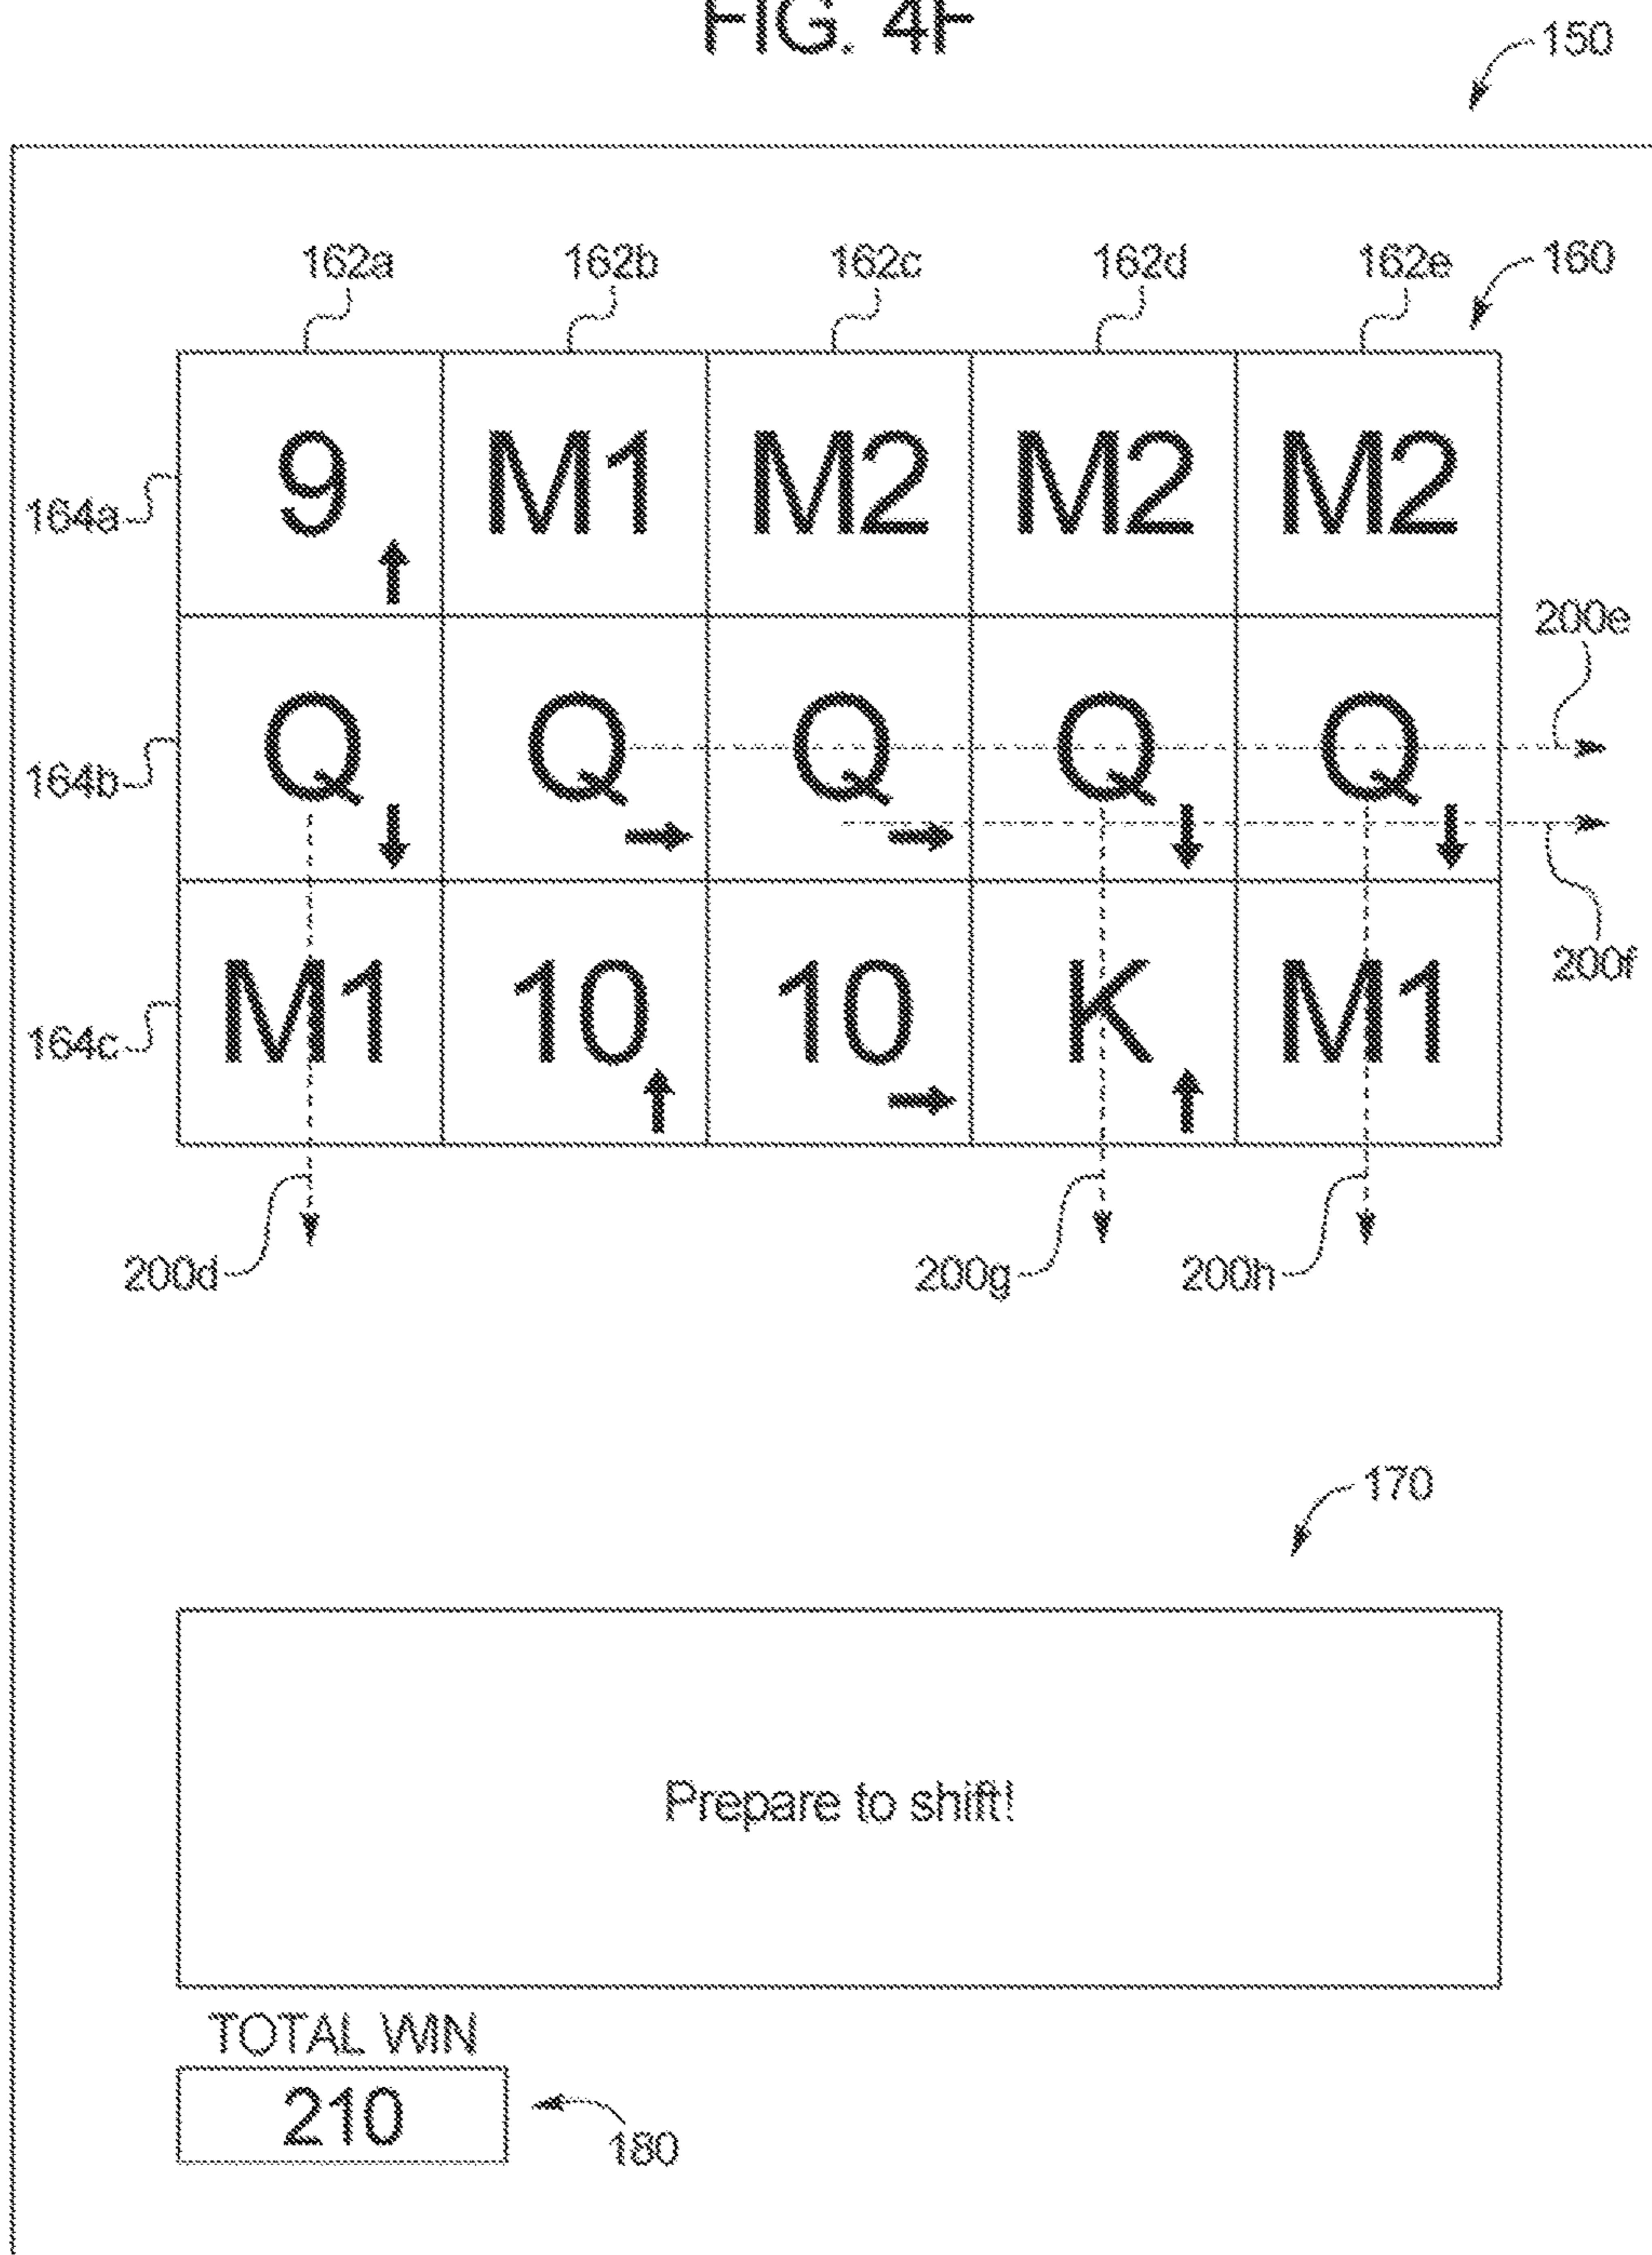 FIG. 4F
150
162a 162b 162c 162d 162e 160
164a 9 M1 M2 M2 M2
200e
164b Q Q Q Q Q
200f
164c M1 10 10 K M1
200d 200g 200h
170
Prepare to shift!
TOTAL WIN
210
180